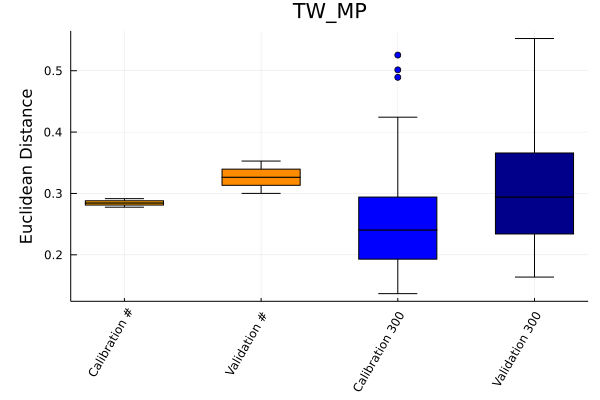 TW_MP
Euclidean Distance
0.5
0.4
0.3
0.2
Calibration #
Validation #
Calibration 300
Validation 300